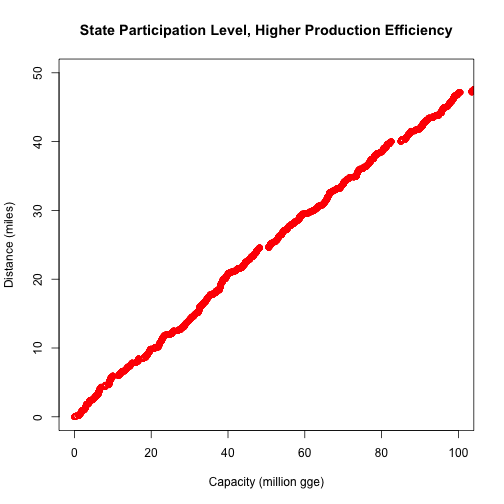 State Participation Level, Higher Production Efficiency
50
40
30
20
10
0
Distance (miles)
0 20 40 60 80 100
Capacity (million gge)